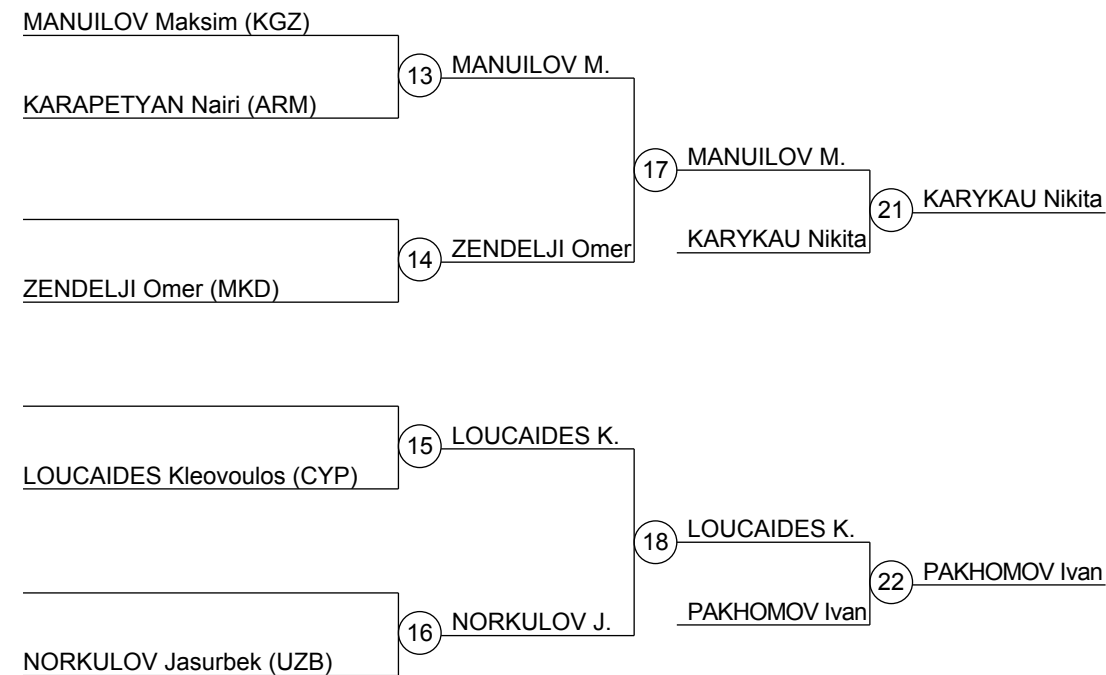 MANUILOV Maksim (KGZ)
13 MANUILOV M.
KARAPETYAN Nairi (ARM)
17 MANUILOV M.
21 KARYKAU Nikita
KARYKAU Nikita
14 ZENDELJI Omer
ZENDELJI Omer (MKD)
15 LOUCAIDES K.
LOUCAIDES Kleovoulos (CYP)
18 LOUCAIDES K.
22 PAKHOMOV Ivan
PAKHOMOV Ivan
16 NORKULOV J.
NORKULOV Jasurbek (UZB)